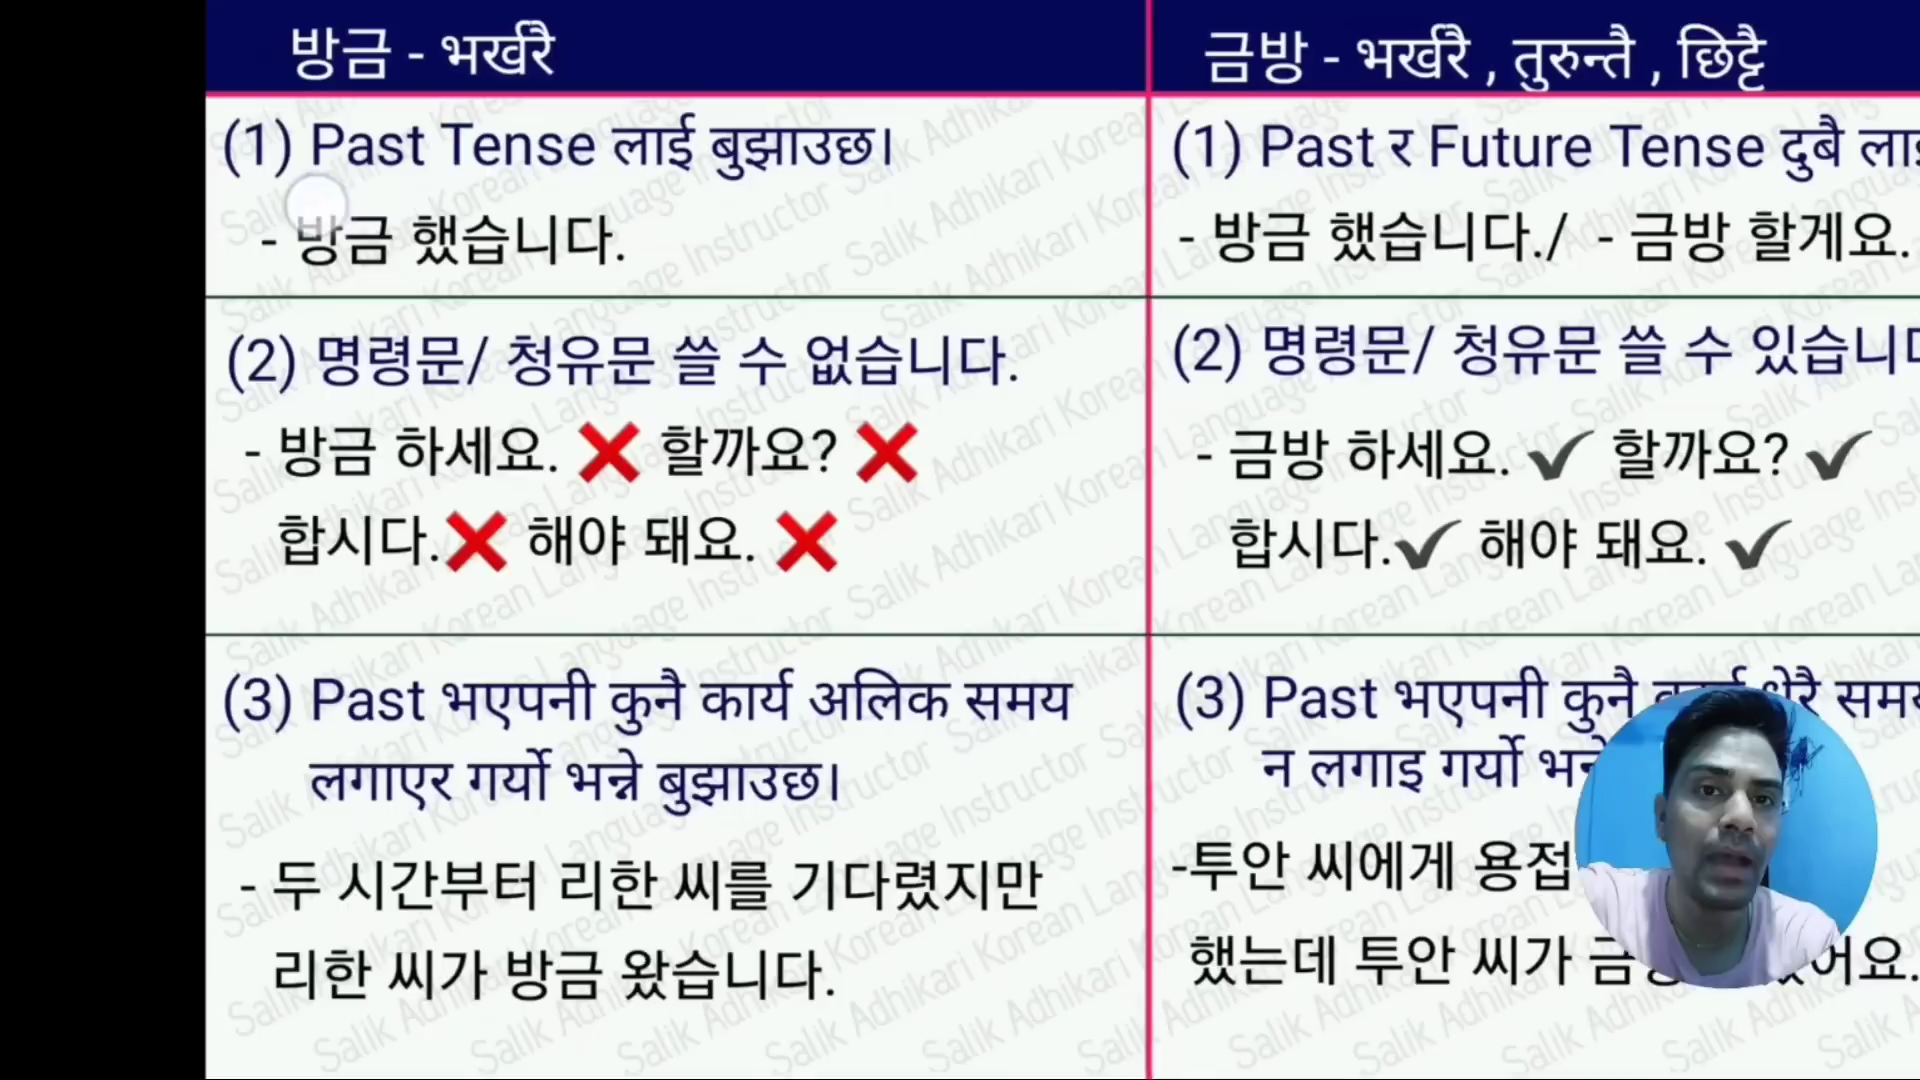 방금 - भर्खरै
(1) Past Tense लाई बुझाउछ।
- 방금 했습니다.
(2) 명령문/ 청유문 쓸 수 없습니다.
- 방금 하세요. ❌ 할까요? ❌
합시다.❌ 해야 돼요. ❌
(3) Past भएपनी कुनै कार्य अलिक समय
लगाएर गर्यो भन्ने बुझाउछ।
- 두 시간부터 리한 씨를 기다렸지만
리한 씨가 방금 왔습니다.
금방 - भर्खरै , तुरुन्तै , छिट्टै
(1) Past र Future Tense दुबै
- 방금 했습니다./ - 금방 할게요.
(2) 명령문/ 청유문 쓸 수
- 금방 하세요. ✔ 할까요? ✔
합시다.✔ 해야 돼요. ✔
(3) Past भएपनी कुनै
न लगाइ गर्यो
-투안 씨에게 용접
했는데 투안 씨가
Salik Adhikari Korean Language Instructor